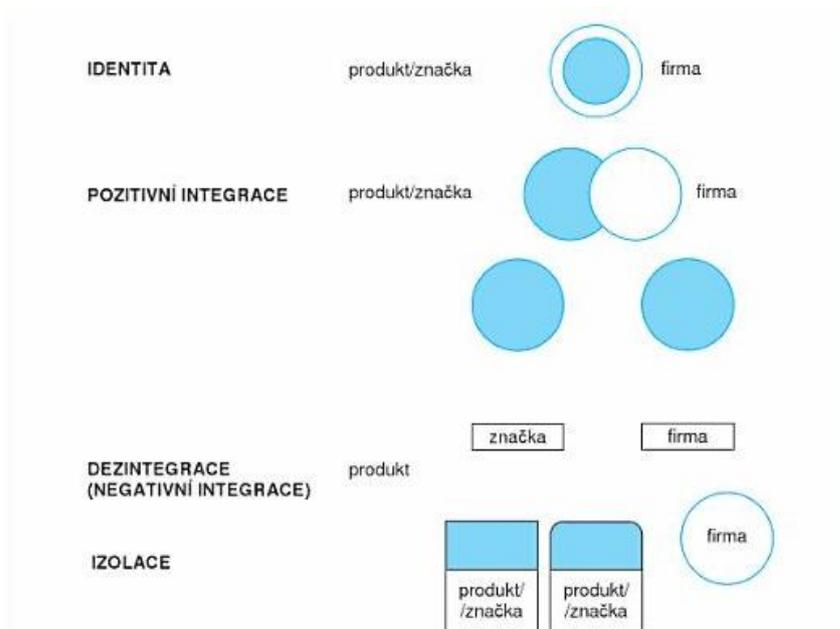 IDENTITA produkt/značka firma
POZITIVNÍ INTEGRACE produkt/značka firma
značka firma
DEZINTEGRACE produkt
(NEGATIVNÍ INTEGRACE)
firma
IZOLACE
produkt/ produkt/
/značka /značka